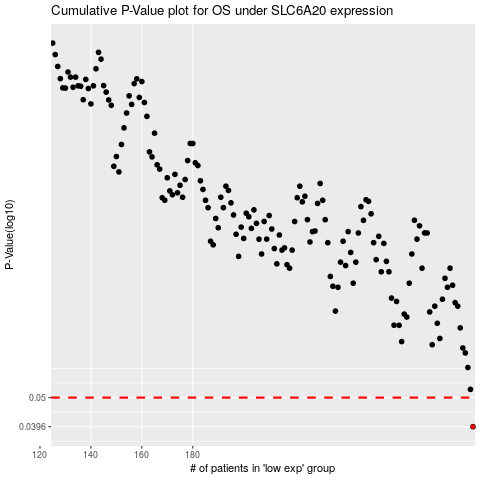 Cumulative P-Value plot for OS under SLC6A20 expression
P-Value(log10)
0.05
0.0396
120 140 160 180
# of patients in 'low exp' group